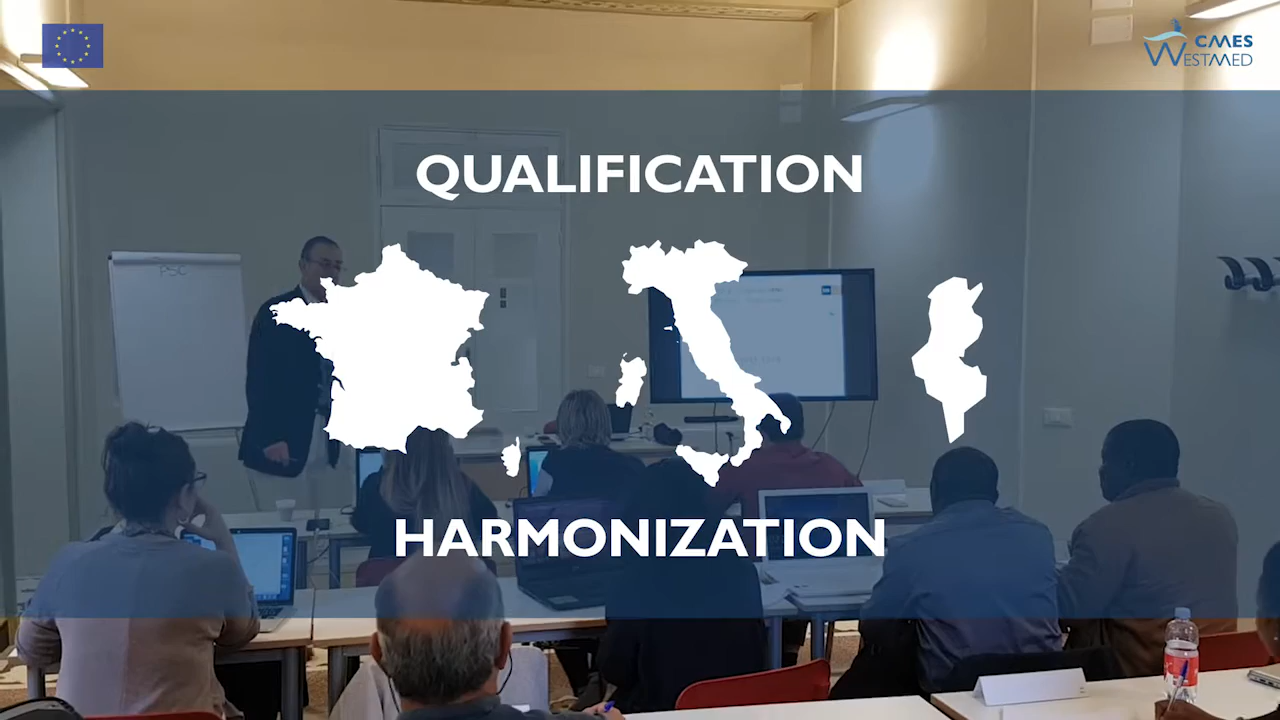 CMES
WESTMED
QUALIFICATION
PSC
HARMONIZATION